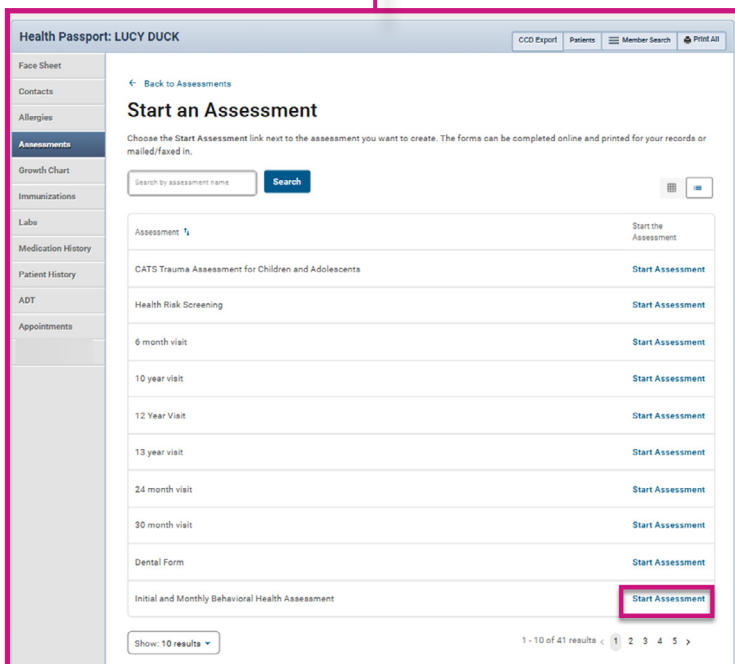 Health Passport: LUCY DUCK
CCD Export Patients Member Search Print All
Face Sheet
Contacts
Allergies
Assessments
Growth Chart
Immunizations
Labs
Medication History
Patient History
ADT
Appointments
← Back to Assessments
Start an Assessment
Choose the Start Assessment link next to the assessment you want to create. The forms can be completed online and printed for your records or
mailed/faxed in.
Search by assessment name Search
Assessment Start the
Assessment
CATS Trauma Assessment for Children and Adolescents Start Assessment
Health Risk Screening Start Assessment
6 month visit Start Assessment
10 year visit Start Assessment
12 Year Visit Start Assessment
13 year visit Start Assessment
24 month visit Start Assessment
30 month visit Start Assessment
Dental Form Start Assessment
Initial and Monthly Behavioral Health Assessment Start Assessment
Show: 10 results 1 - 10 of 41 results < 1 2 3 4 5 >